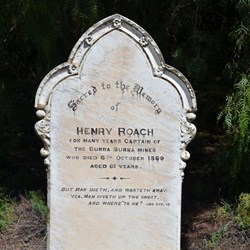 Sacred to the Memory
of
HENRY ROACH
FOR MANY YEARS CAPTAIN OF
THE BURRA BURRA MINES
WHO DIED 6TH OCTOBER 1889
AGED 81 YEARS.
BUT MAN DIETH, AND WASTETH AWAY:
YEA, MAN GIVETH UP THE GHOST,
AND WHERE IS HE?